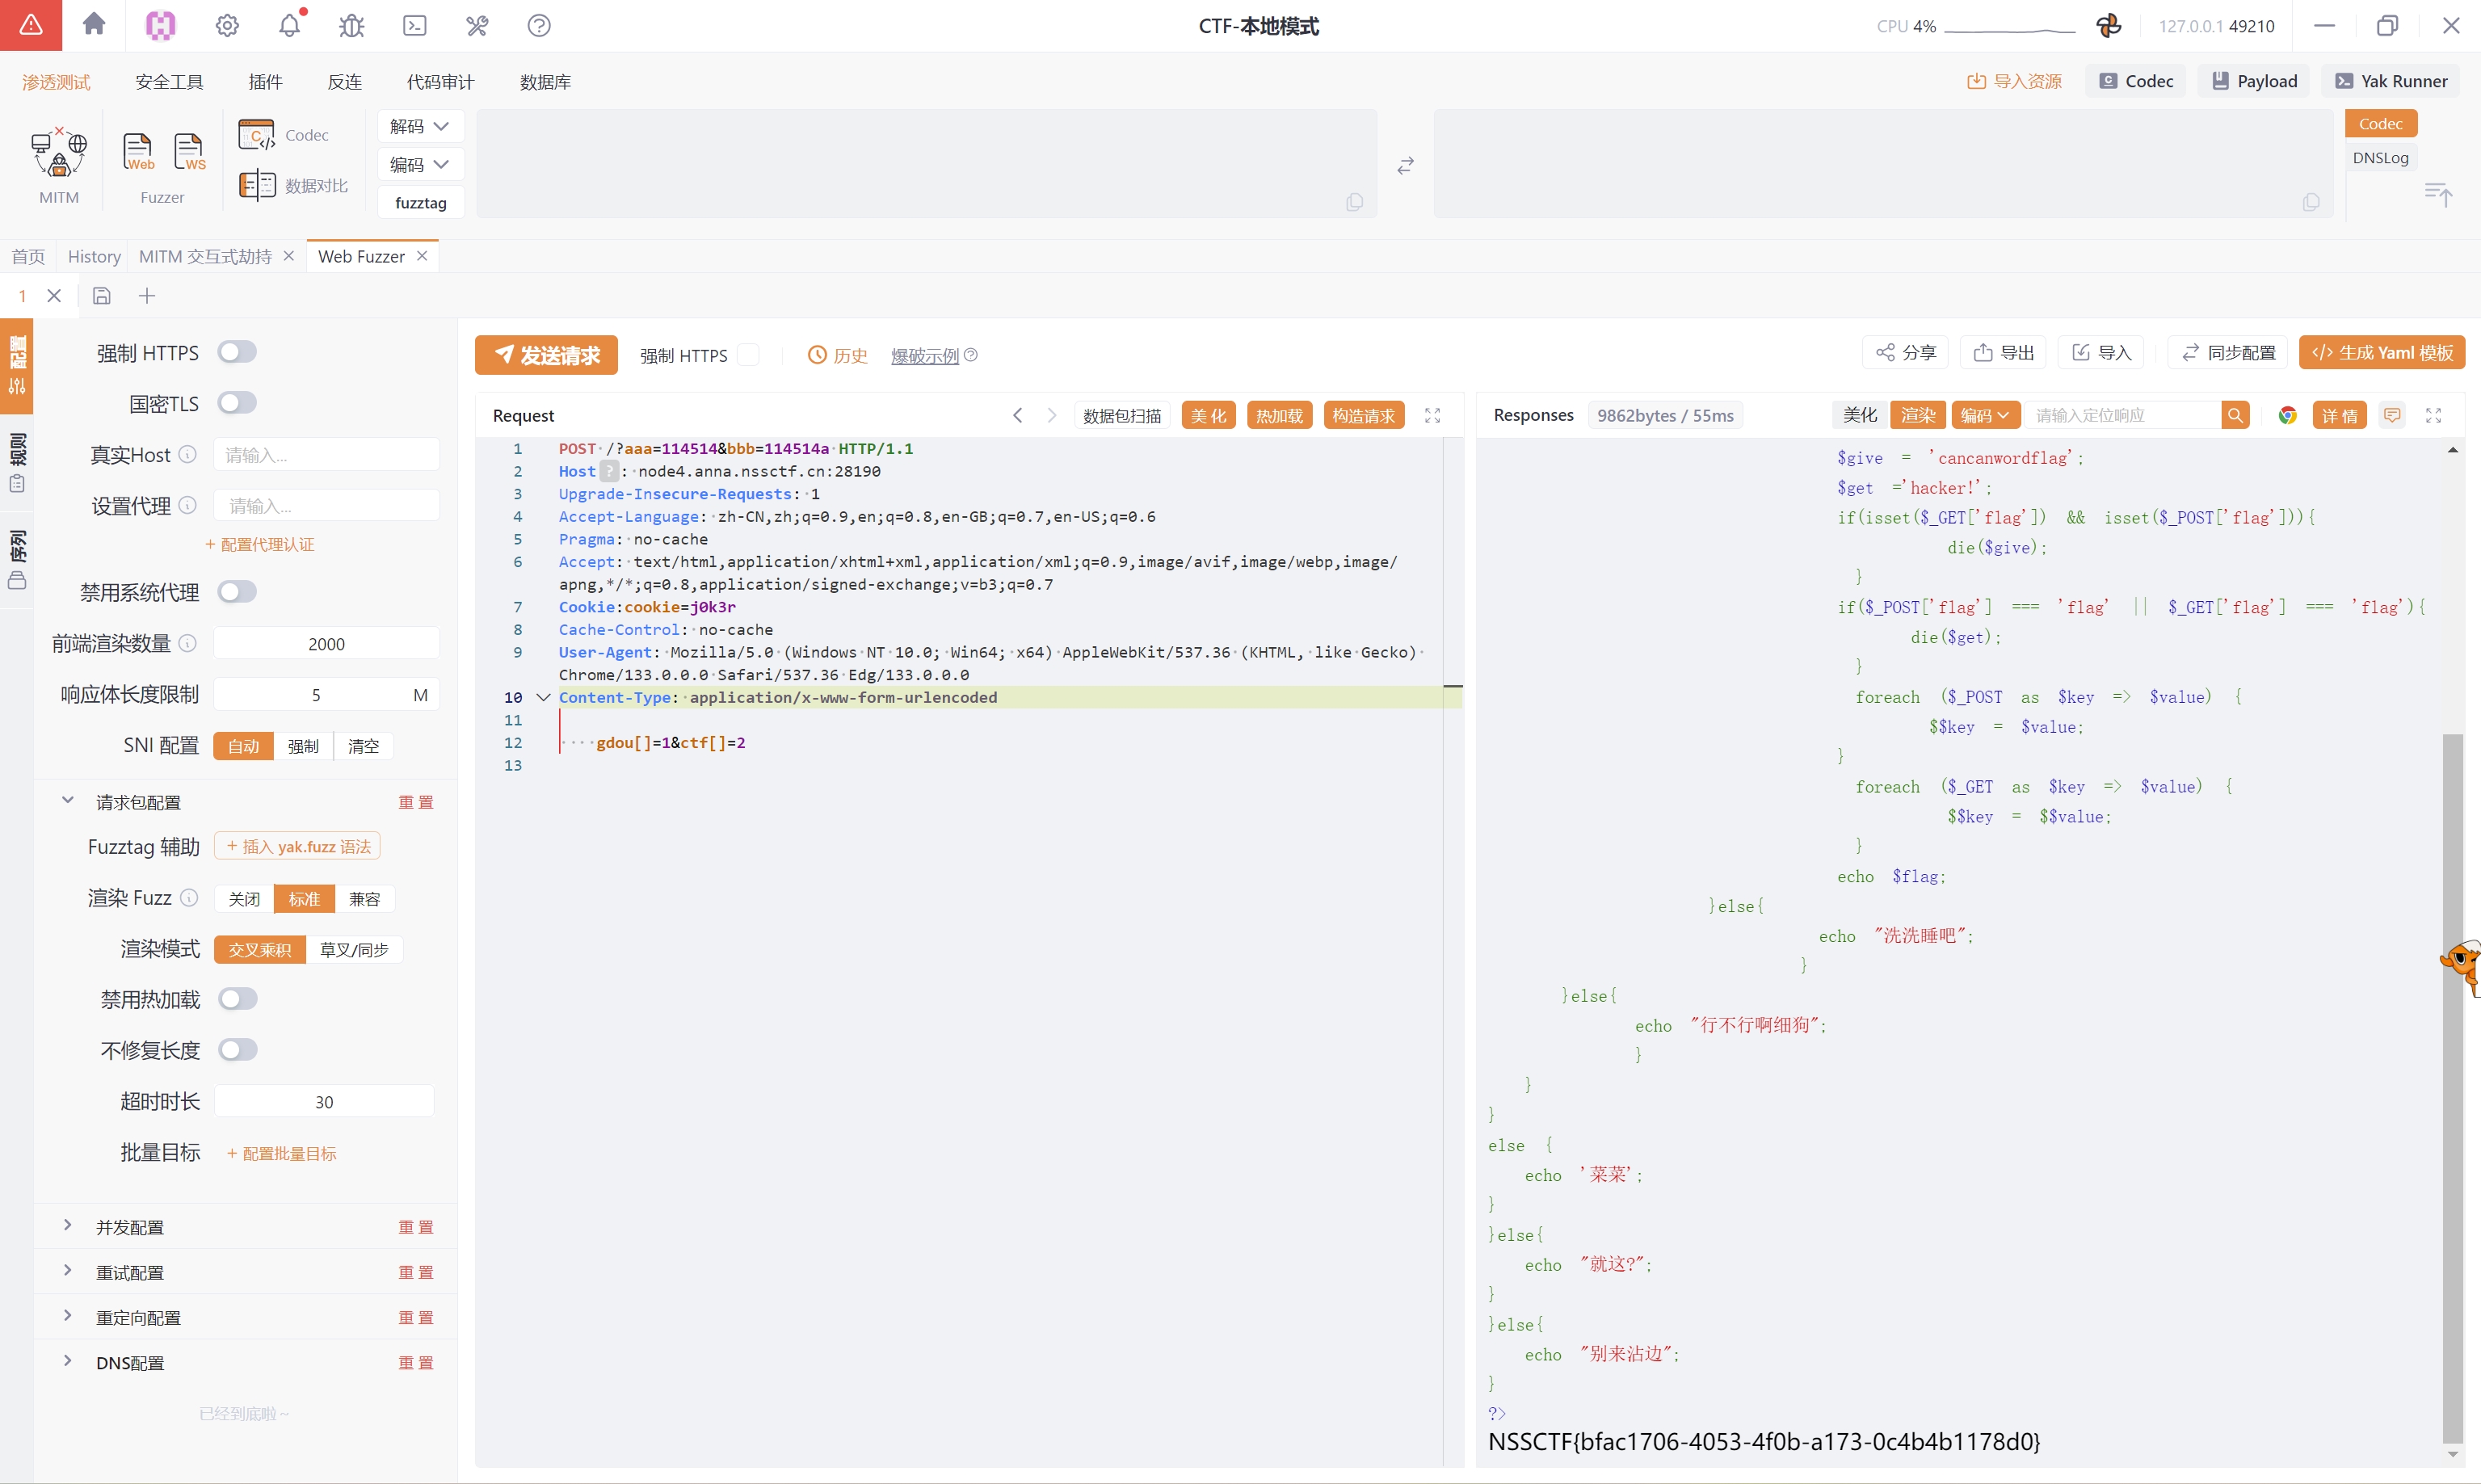 CTF-本地模式
CPU 4%
127.0.0.1 49210
渗透测试 安全工具 插件 反连 代码审计 数据库
导入资源 Codec Payload Yak Runner
MITM
Web WS
Fuzzer
Codec
数据对比
解码
编码
fuzztag
Codec
DNSLog
首页 History MITM 交互式劫持 Web Fuzzer
1
配置
规则
序列
强制 HTTPS
国密TLS
真实Host 请输入...
设置代理 请输入...
+ 配置代理认证
禁用系统代理
前端渲染数量 2000
响应体长度限制 5 M
SNI 配置 自动 强制 清空
请求包配置 重置
Fuzztag 辅助 + 插入 yak.fuzz 语法
渲染 Fuzz 关闭 标准 兼容
渲染模式 交叉乘积 草叉/同步
禁用热加载
不修复长度
超时时长 30
批量目标 + 配置批量目标
并发配置 重置
重试配置 重置
重定向配置 重置
DNS配置 重置
已经到底啦～
发送请求 强制 HTTPS 历史 爆破示例
分享 导出 导入 同步配置 </> 生成 Yaml 模板
Request 数据包扫描 美化 热加载 构造请求
1 POST /?aaa=114514&bbb=114514a HTTP/1.1
2 Host ? : node4.anna.nssctf.cn:28190
3 Upgrade-Insecure-Requests: 1
4 Accept-Language: zh-CN,zh;q=0.9,en;q=0.8,en-GB;q=0.7,en-US;q=0.6
5 Pragma: no-cache
6 Accept: text/html,application/xhtml+xml,application/xml;q=0.9,image/avif,image/webp,image/
apng,*/*;q=0.8,application/signed-exchange;v=b3;q=0.7
7 Cookie:cookie=j0k3r
8 Cache-Control: no-cache
9 User-Agent: Mozilla/5.0 (Windows NT 10.0; Win64; x64) AppleWebKit/537.36 (KHTML, like Gecko)
Chrome/133.0.0.0 Safari/537.36 Edg/133.0.0.0
10 Content-Type: application/x-www-form-urlencoded
11
12 gdou[]=1&ctf[]=2
13
Responses 9862bytes / 55ms 美化 渲染 编码 请输入定位响应 详情
$give = 'cancanwordflag';
$get ='hacker!';
if(isset($_GET['flag']) && isset($_POST['flag'])){
die($give);
}
if($_POST['flag'] === 'flag' || $_GET['flag'] === 'flag'){
die($get);
}
foreach ($_POST as $key => $value) {
$$key = $value;
}
foreach ($_GET as $key => $value) {
$$key = $$value;
}
echo $flag;
}else{
echo "洗洗睡吧";
}
}else{
echo "行不行啊细狗";
}
}
}
else {
echo '菜菜';
}
}else{
echo "就这?";
}
}else{
echo "别来沾边";
}
?>
NSSCTF{bfac1706-4053-4f0b-a173-0c4b4b1178d0}